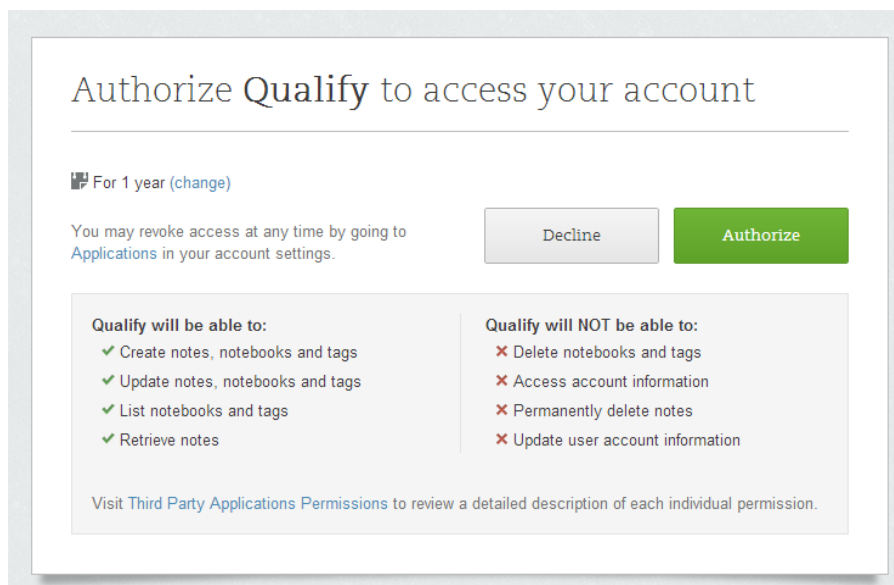 Authorize Qualify to access your account
For 1 year (change)
You may revoke access at any time by going to
Applications in your account settings.
Decline
Authorize
Qualify will be able to:
Create notes, notebooks and tags
Update notes, notebooks and tags
List notebooks and tags
Retrieve notes
Qualify will NOT be able to:
Delete notebooks and tags
Access account information
Permanently delete notes
Update user account information
Visit Third Party Applications Permissions to review a detailed description of each individual permission.